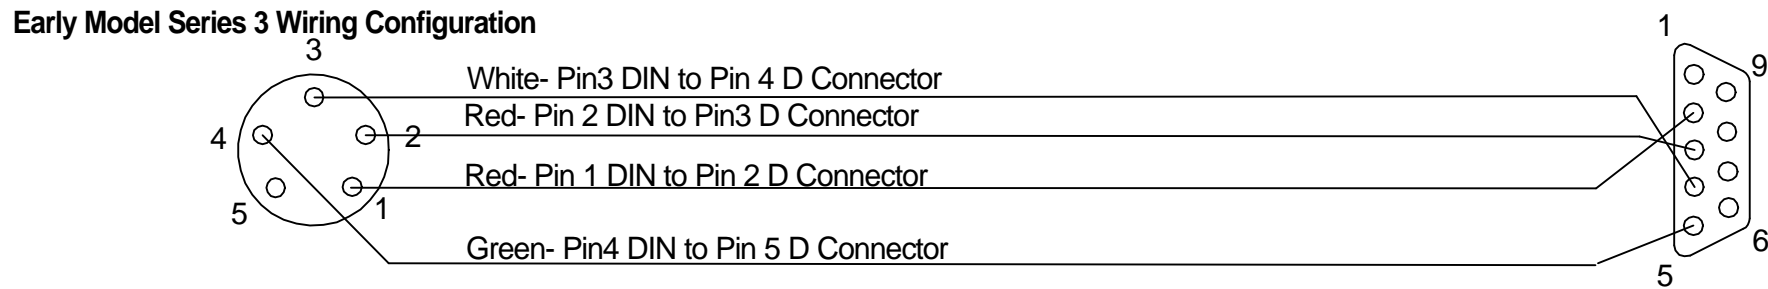 Early Model Series 3 Wiring Configuration
1
3
9
White- Pin3 DIN to Pin 4 D Connector
Red- Pin 2 DIN to Pin3 D Connector
4
2
Red- Pin 1 DIN to Pin 2 D Connector
5
1
Green- Pin4 DIN to Pin 5 D Connector
6
5